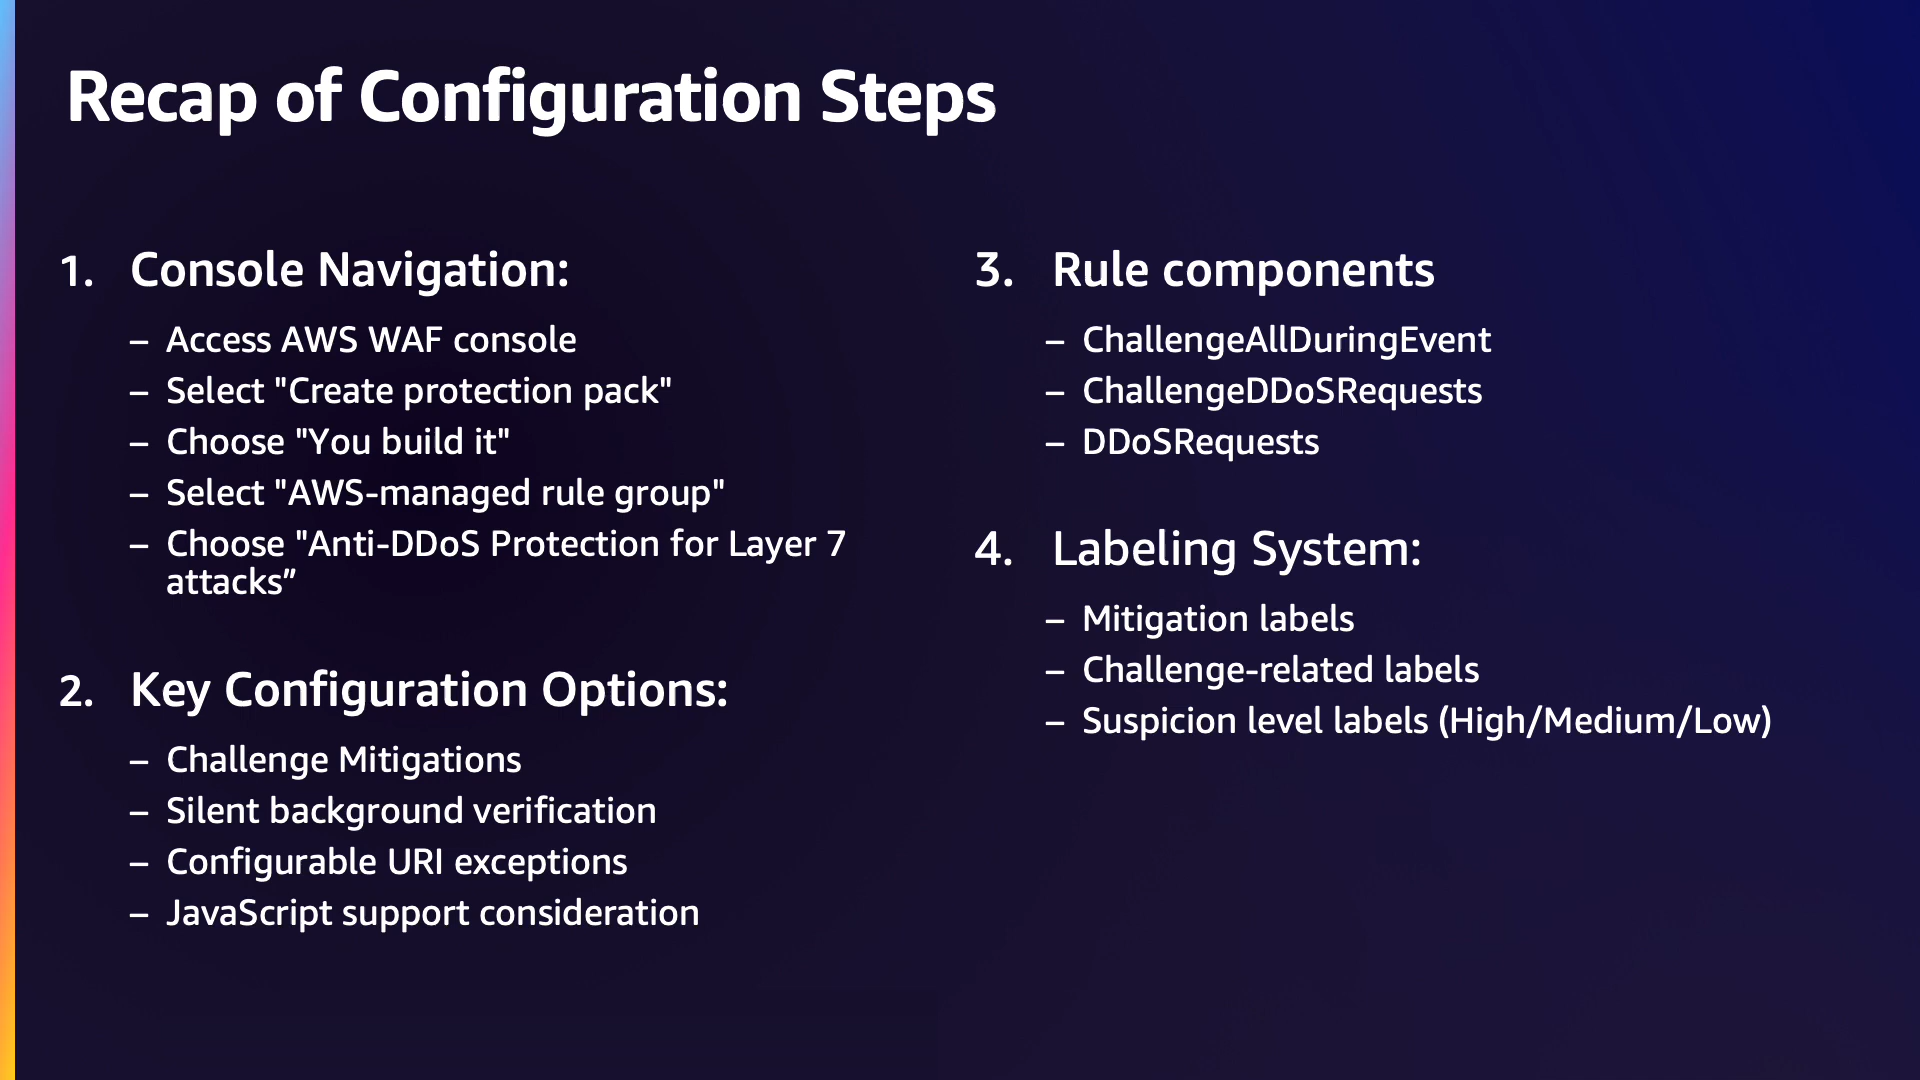 Recap of Configuration Steps
1. Console Navigation:
– Access AWS WAF console
– Select "Create protection pack"
– Choose "You build it"
– Select "AWS-managed rule group"
– Choose "Anti-DDoS Protection for Layer 7
attacks”
2. Key Configuration Options:
– Challenge Mitigations
– Silent background verification
– Configurable URI exceptions
– JavaScript support consideration
3. Rule components
– ChallengeAllDuringEvent
– ChallengeDDoSRequests
– DDoSRequests
4. Labeling System:
– Mitigation labels
– Challenge-related labels
– Suspicion level labels (High/Medium/Low)